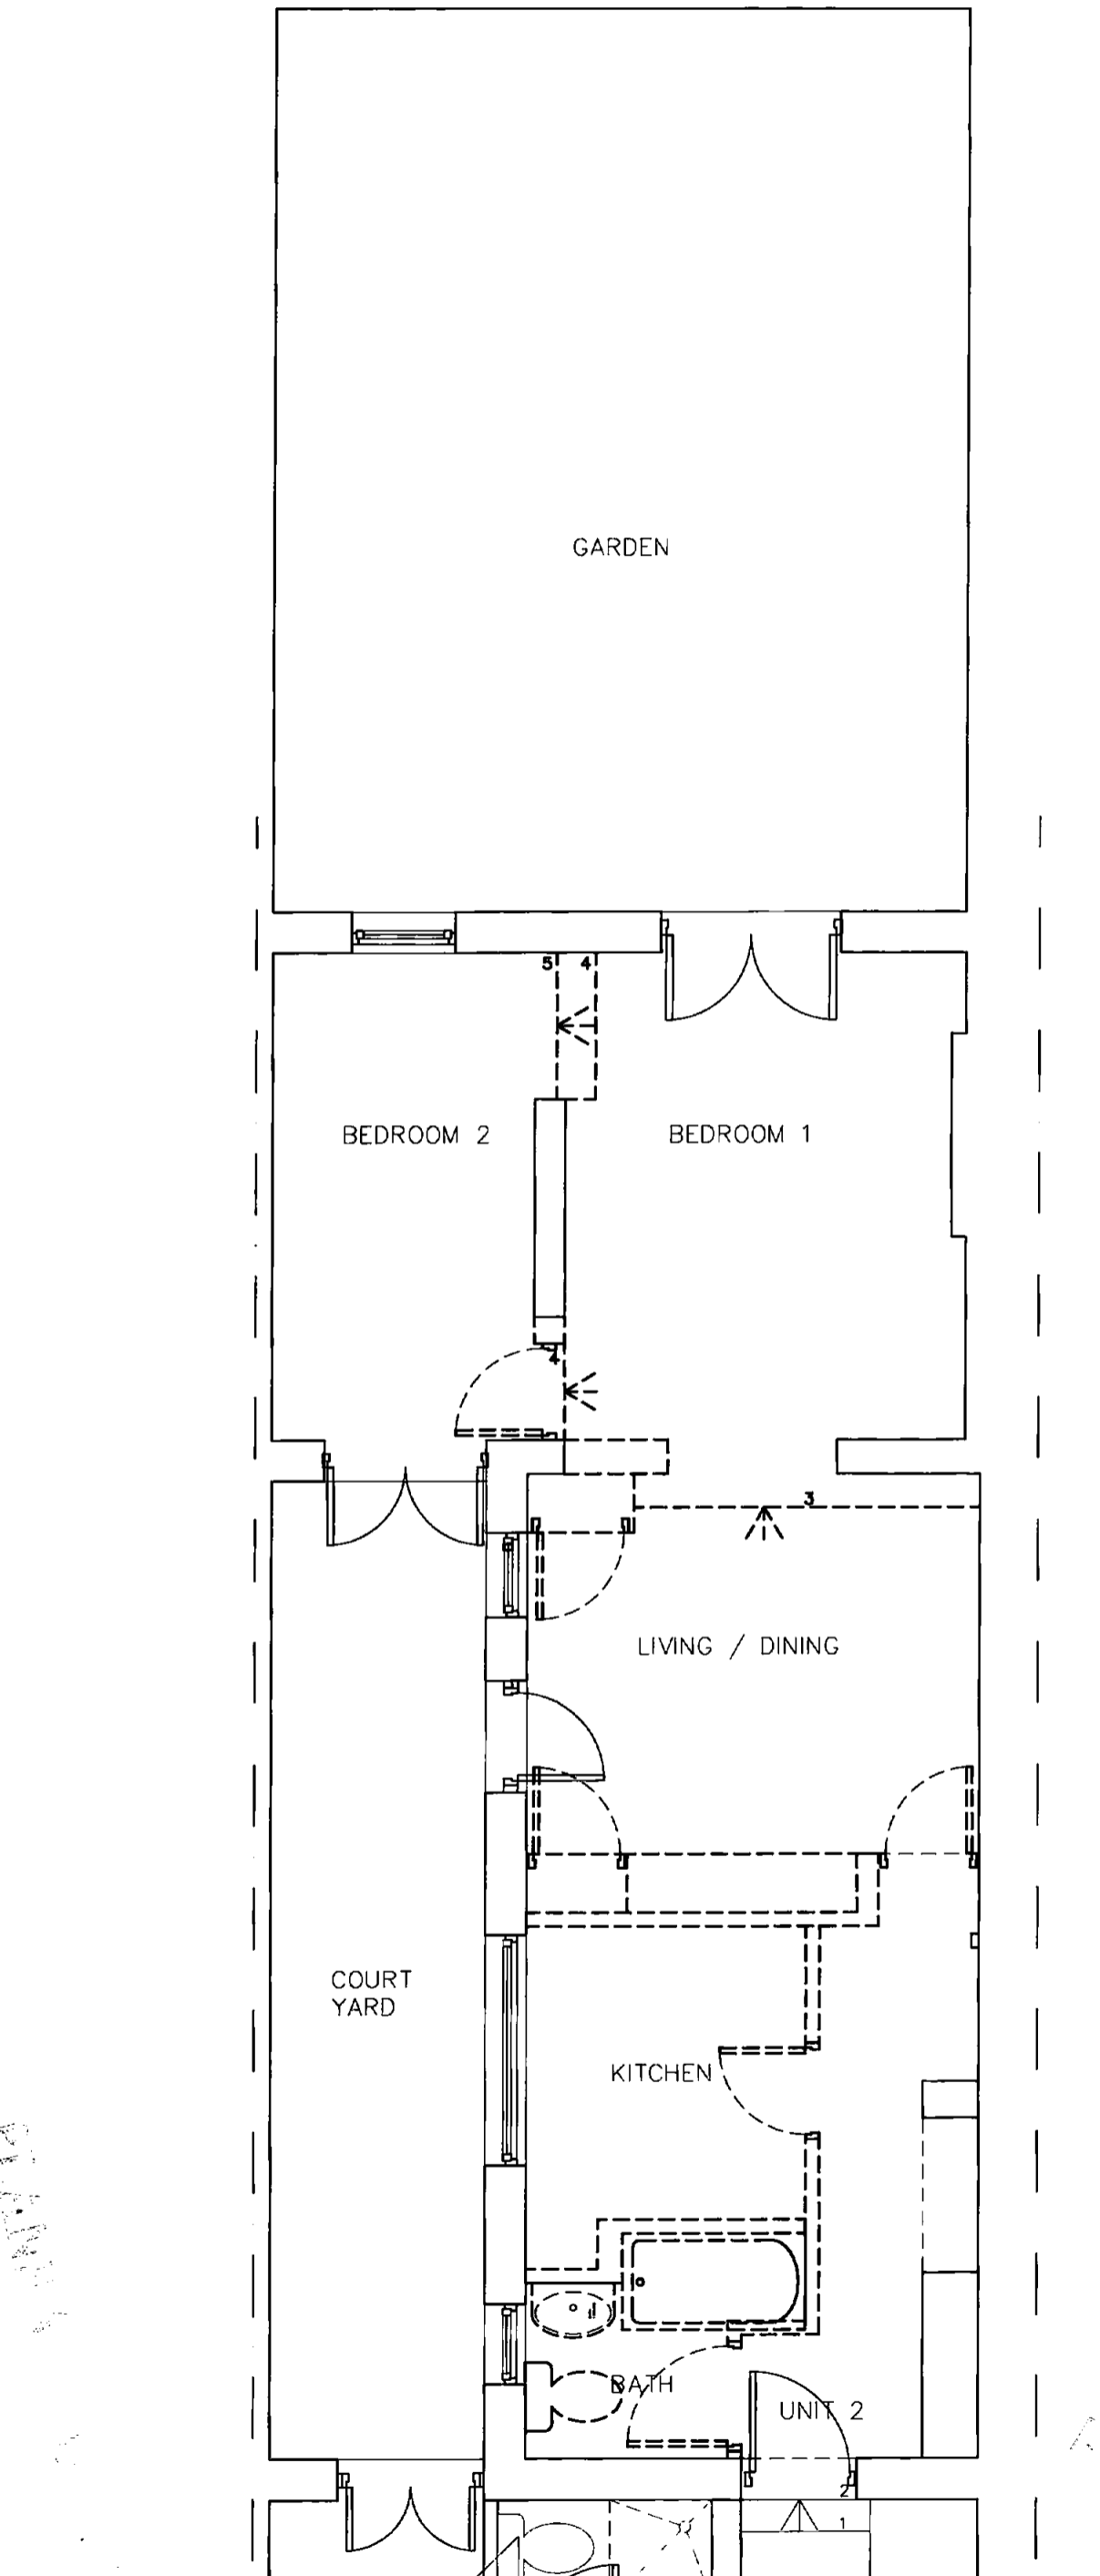 GARDEN
5 4
BEDROOM 2
BEDROOM 1
4
3
LIVING / DINING
COURT
YARD
KITCHEN
BATH
UNIT 2
2
1